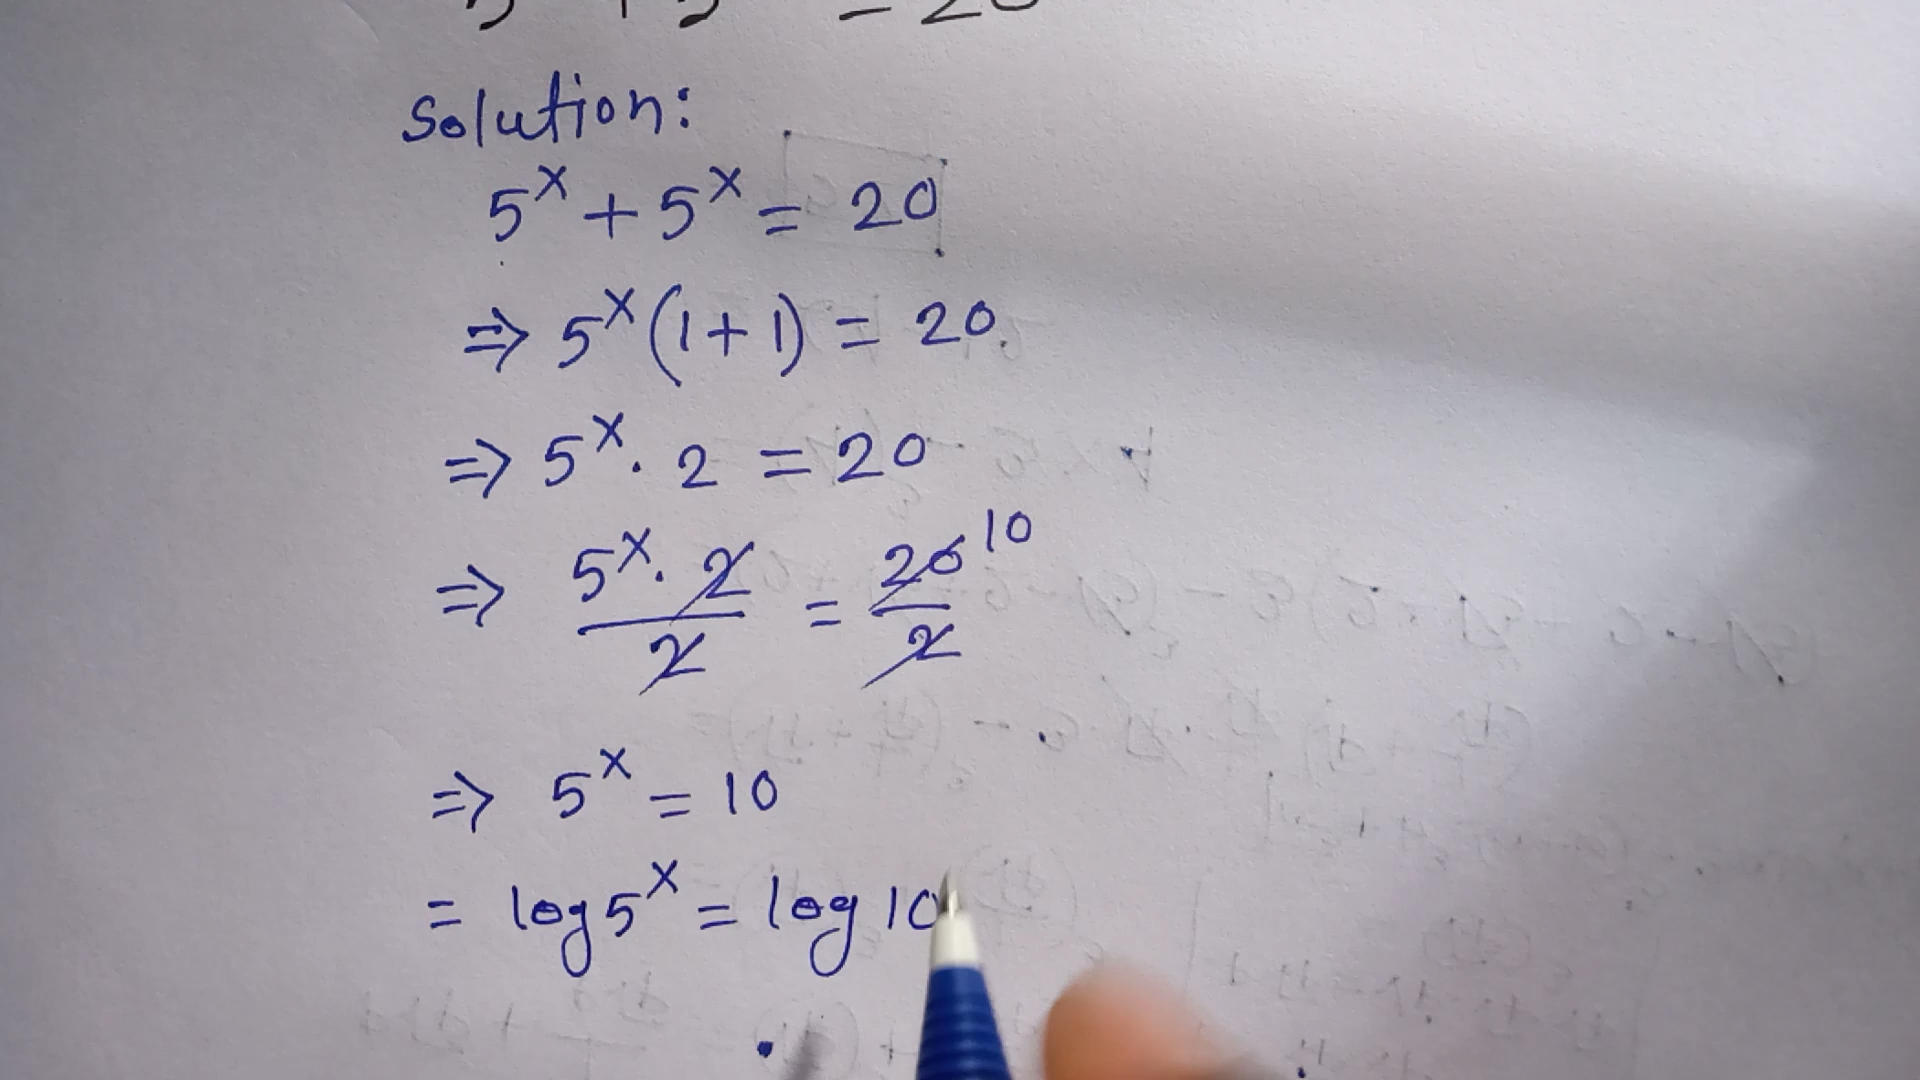 Solution:
5^x + 5^x = 20
⇒ 5^x (1 + 1) = 20
⇒ 5^x . 2 = 20
⇒ 5^x . 2 / 2 = 20 / 2 10
⇒ 5^x = 10
= log 5^x = log 10